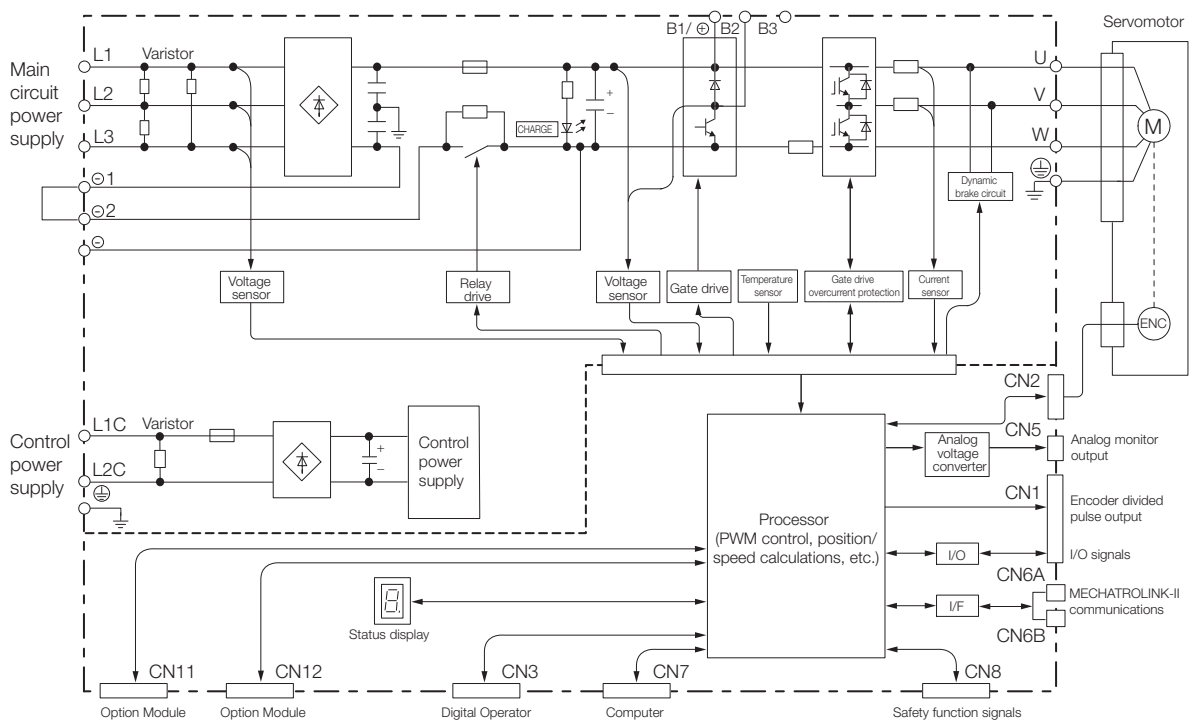 B1/ ⊕ B2 B3
Servomotor
Main
circuit
power
supply
L1
L2
L3
Varistor
⊖ 1
⊖ 2
⊖
CHARGE
+
–
U
V
W
M
ENC
Dynamic
brake circuit
Voltage
sensor
Relay
drive
Voltage
sensor
Gate drive
Temperature
sensor
Gate drive
overcurrent protection
Current
sensor
Control
power
supply
L1C
L2C
Varistor
+
–
Control
power
supply
Processor
(PWM control, position/
speed calculations, etc.)
CN2
CN5
Analog
voltage
converter
Analog monitor
output
CN1
Encoder divided
pulse output
I/O
I/O signals
CN6A
I/F
MECHATROLINK-II
communications
CN6B
8.
Status display
CN11
CN12
CN3
CN7
CN8
Option Module
Option Module
Digital Operator
Computer
Safety function signals